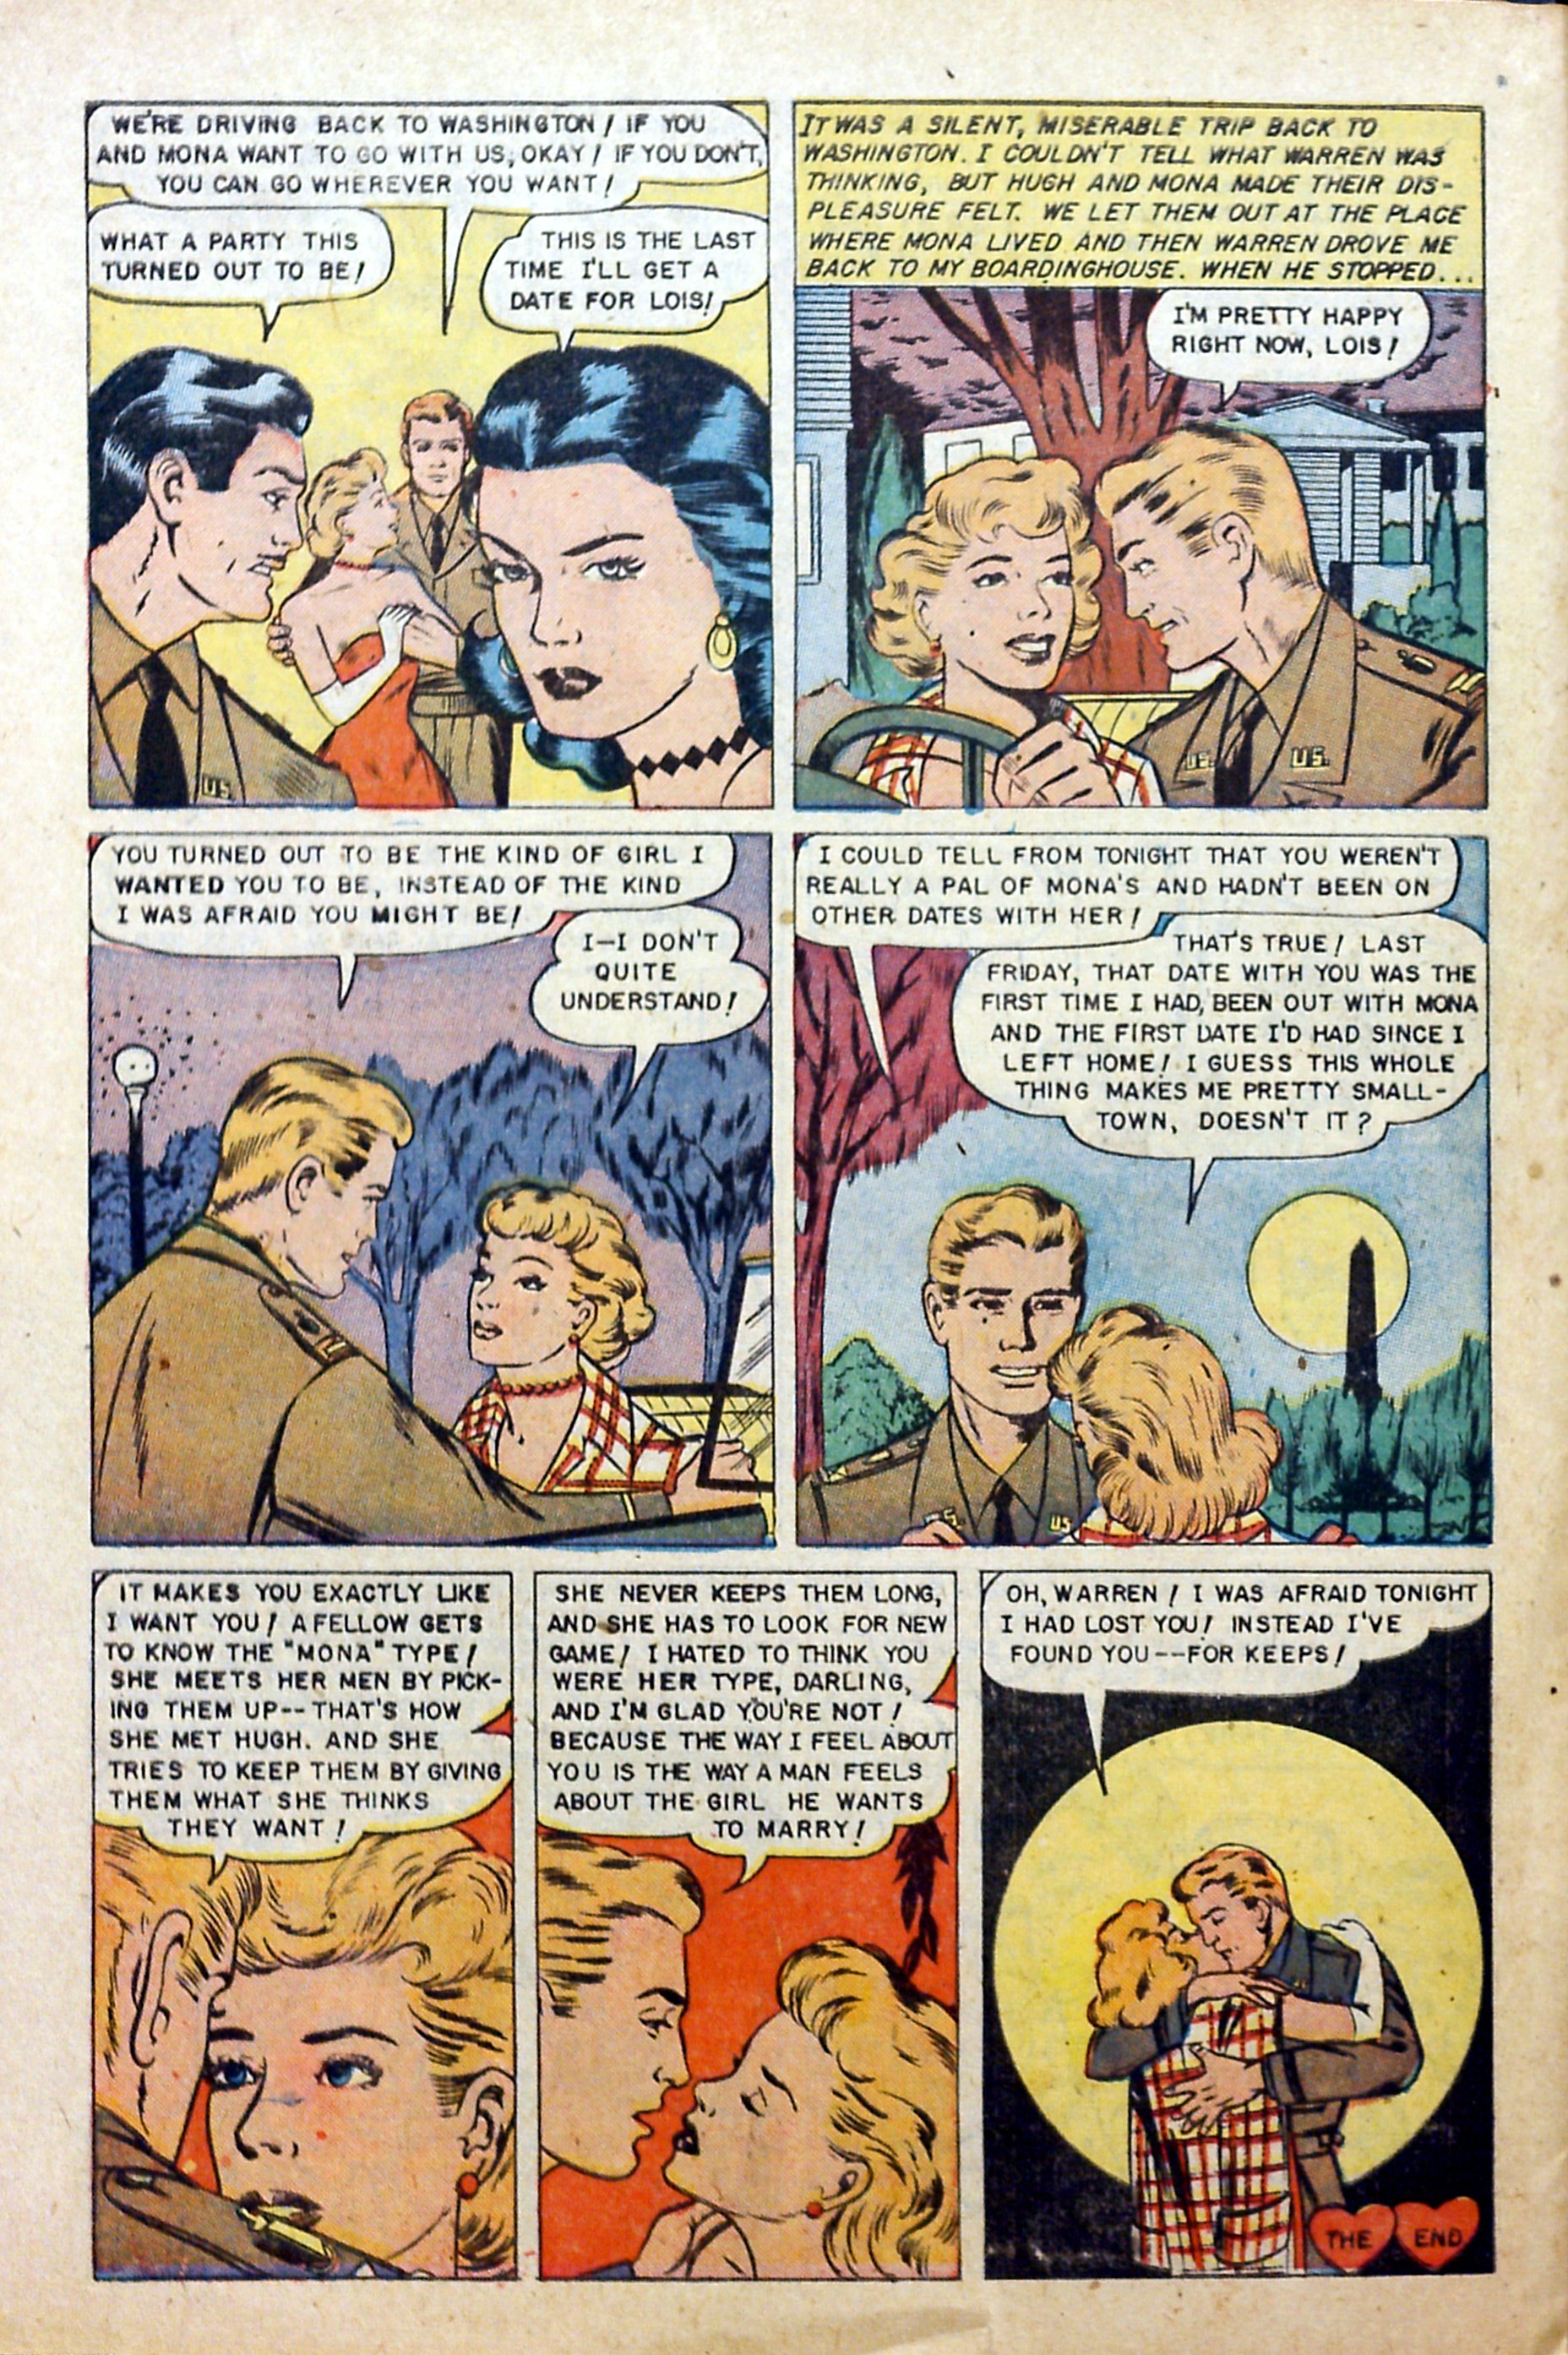 WE'RE DRIVING BACK TO WASHINGTON! IF YOU
AND MONA WANT TO GO WITH US, OKAY! IF YOU DON'T,
YOU CAN GO WHEREVER YOU WANT!
WHAT A PARTY THIS
TURNED OUT TO BE!
THIS IS THE LAST
TIME I'LL GET A
DATE FOR LOIS!
U.S.
IT WAS A SILENT, MISERABLE TRIP BACK TO
WASHINGTON. I COULDN'T TELL WHAT WARREN WAS
THINKING, BUT HUGH AND MONA MADE THEIR DIS-
PLEASURE FELT. WE LET THEM OUT AT THE PLACE
WHERE MONA LIVED AND THEN WARREN DROVE ME
BACK TO MY BOARDINGHOUSE. WHEN HE STOPPED...
I'M PRETTY HAPPY
RIGHT NOW, LOIS!
U.S.
U.S.
YOU TURNED OUT TO BE THE KIND OF GIRL I
WANTED YOU TO BE, INSTEAD OF THE KIND
I WAS AFRAID YOU MIGHT BE!
I-I DON'T
QUITE
UNDERSTAND!
I COULD TELL FROM TONIGHT THAT YOU WEREN'T
REALLY A PAL OF MONA'S AND HADN'T BEEN ON
OTHER DATES WITH HER!
THAT'S TRUE! LAST
FRIDAY, THAT DATE WITH YOU WAS THE
FIRST TIME I HAD, BEEN OUT WITH MONA
AND THE FIRST DATE I'D HAD SINCE I
LEFT HOME! I GUESS THIS WHOLE
THING MAKES ME PRETTY SMALL-
TOWN, DOESN'T IT?
U.S.
IT MAKES YOU EXACTLY LIKE
I WANT YOU! A FELLOW GETS
TO KNOW THE "MONA" TYPE!
SHE MEETS HER MEN BY PICK-
ING THEM UP-- THAT'S HOW
SHE MET HUGH. AND SHE
TRIES TO KEEP THEM BY GIVING
THEM WHAT SHE THINKS
THEY WANT!
SHE NEVER KEEPS THEM LONG,
AND SHE HAS TO LOOK FOR NEW
GAME! I HATED TO THINK YOU
WERE HER TYPE, DARLING,
AND I'M GLAD YOU'RE NOT!
BECAUSE THE WAY I FEEL ABOUT
YOU IS THE WAY A MAN FEELS
ABOUT THE GIRL HE WANTS
TO MARRY!
OH, WARREN! I WAS AFRAID TONIGHT
I HAD LOST YOU! INSTEAD I'VE
FOUND YOU--FOR KEEPS!
THE END